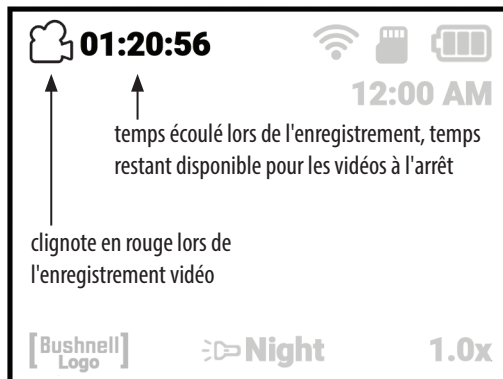 01:20:56
12:00 AM
temps écoulé lors de l'enregistrement, temps
restant disponible pour les vidéos à l'arrêt
clignote en rouge lors de
l'enregistrement vidéo
[Bushnell
Logo]
Night
1.0x